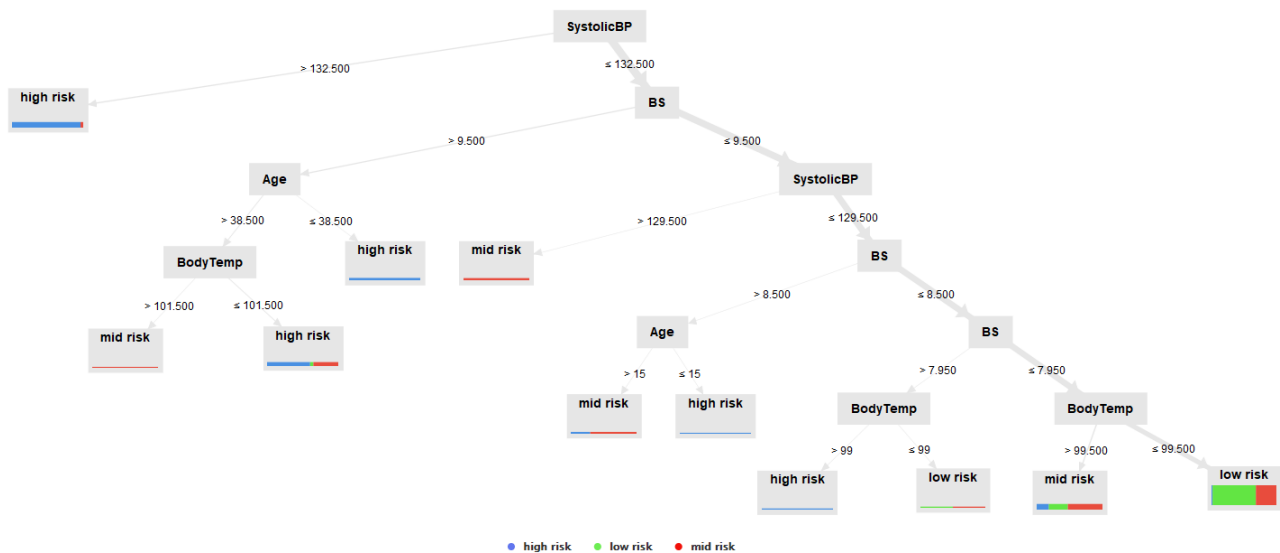 SystolicBP
> 132.500
≤ 132.500
high risk
BS
> 9.500
≤ 9.500
Age
SystolicBP
> 38.500
≤ 38.500
> 129.500
≤ 129.500
BodyTemp
high risk
mid risk
BS
> 101.500
≤ 101.500
> 8.500
≤ 8.500
mid risk
high risk
Age
BS
> 15
≤ 15
> 7.950
≤ 7.950
mid risk
high risk
BodyTemp
BodyTemp
> 99
≤ 99
> 99.500
≤ 99.500
high risk
low risk
mid risk
low risk
high risk
low risk
mid risk